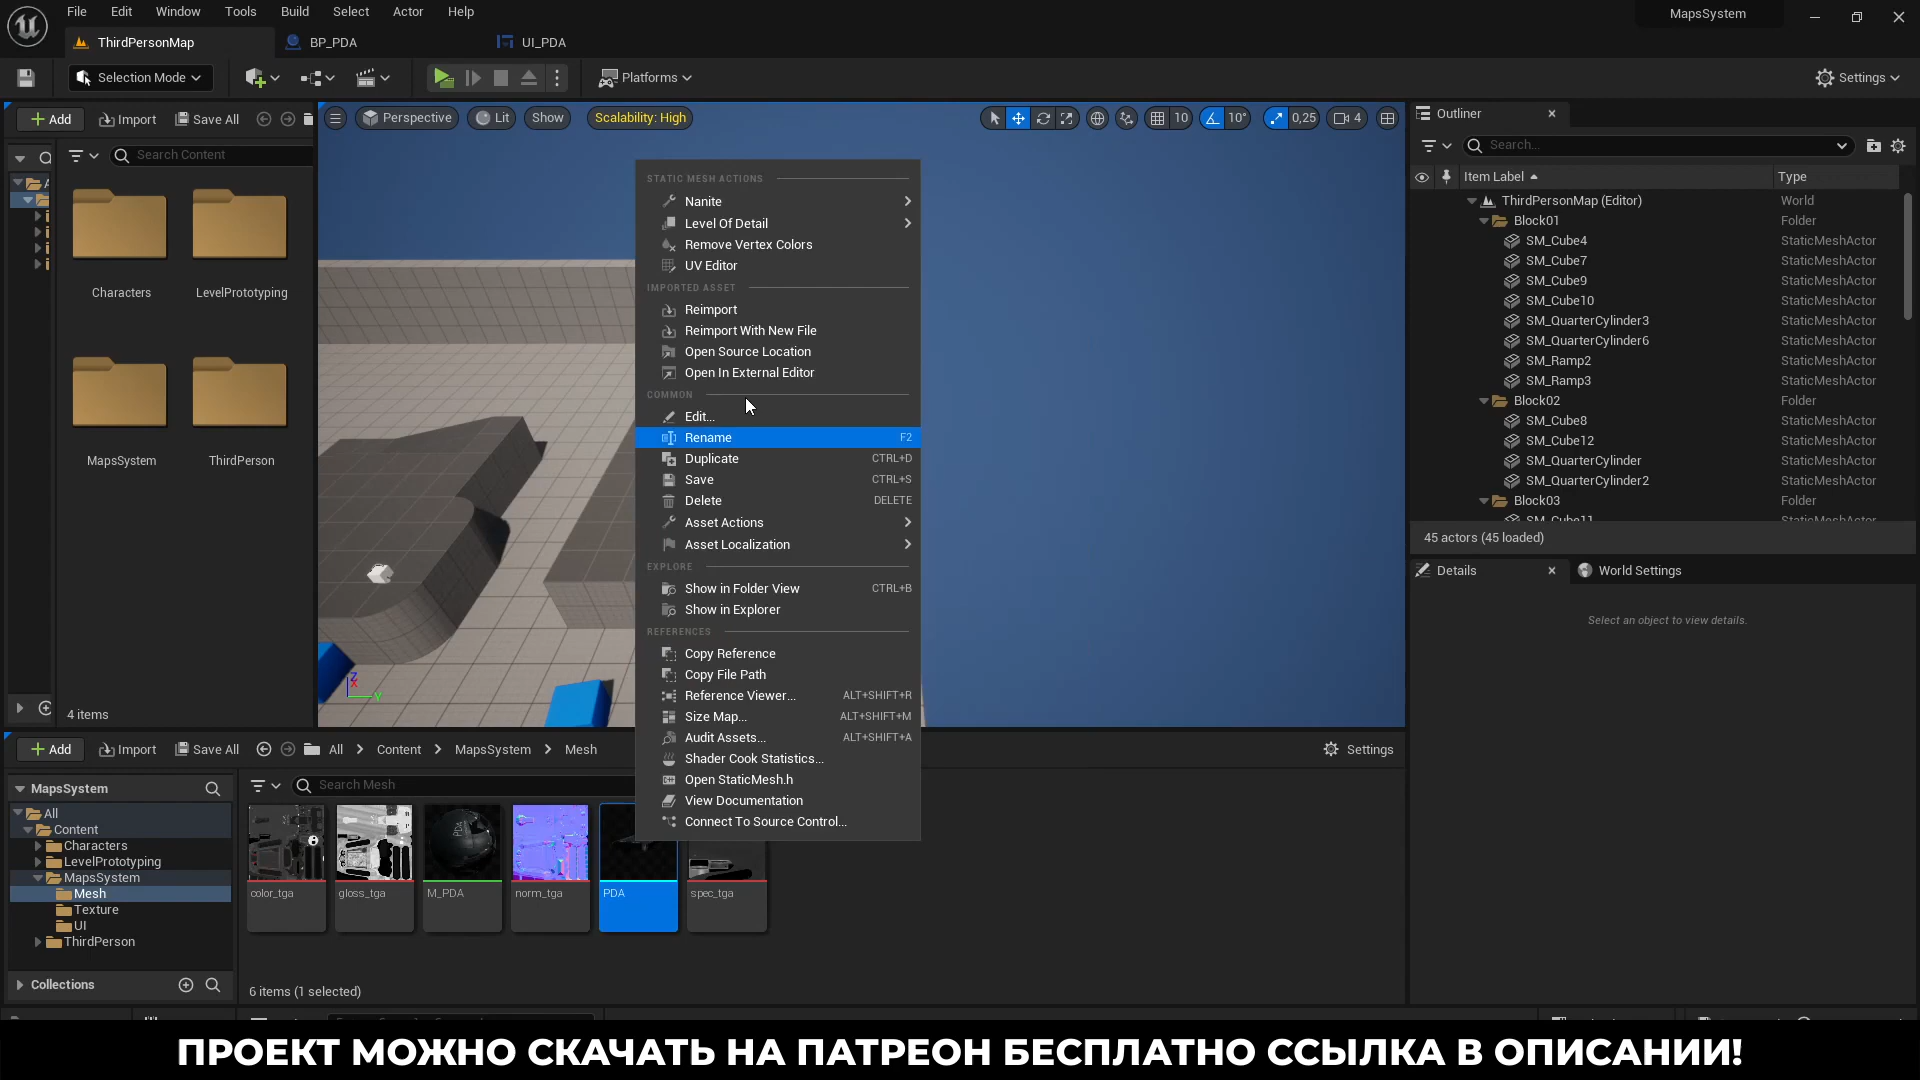 File Edit Window Tools Build Select Actor Help
MapsSystem
ThirdPersonMap BP_PDA UI_PDA
Selection Mode Platforms Settings
Add Import Save All
Search Content
Characters LevelPrototyping
MapsSystem ThirdPerson
4 items
Perspective Lit Show Scalability: High 10 10° 0,25 4
STATIC MESH ACTIONS
Nanite
Level Of Detail
Remove Vertex Colors
UV Editor
IMPORTED ASSET
Reimport
Reimport With New File
Open Source Location
Open In External Editor
COMMON
Edit...
Rename F2
Duplicate CTRL+D
Save CTRL+S
Delete DELETE
Asset Actions
Asset Localization
EXPLORE
Show in Folder View CTRL+B
Show in Explorer
REFERENCES
Copy Reference
Copy File Path
Reference Viewer... ALT+SHIFT+R
Size Map... ALT+SHIFT+M
Audit Assets... ALT+SHIFT+A
Shader Cook Statistics...
Open StaticMesh.h
View Documentation
Connect To Source Control...
Z X Y
Outliner
Search...
Item Label Type
ThirdPersonMap (Editor) World
Block01 Folder
SM_Cube4 StaticMeshActor
SM_Cube7 StaticMeshActor
SM_Cube9 StaticMeshActor
SM_Cube10 StaticMeshActor
SM_QuarterCylinder3 StaticMeshActor
SM_QuarterCylinder6 StaticMeshActor
SM_Ramp2 StaticMeshActor
SM_Ramp3 StaticMeshActor
Block02 Folder
SM_Cube8 StaticMeshActor
SM_Cube12 StaticMeshActor
SM_QuarterCylinder StaticMeshActor
SM_QuarterCylinder2 StaticMeshActor
Block03 Folder
SM_Cube11 StaticMeshActor
45 actors (45 loaded)
Details World Settings
Select an object to view details.
Add Import Save All All Content MapsSystem Mesh Settings
MapsSystem
Search Mesh
All
Content
Characters
LevelPrototyping
MapsSystem
Mesh
Texture
UI
ThirdPerson
Collections
PDA
color_tga gloss_tga M_PDA norm_tga PDA spec_tga
6 items (1 selected)
ПРОЕКТ МОЖНО СКАЧАТЬ НА ПАТРЕОН БЕСПЛАТНО ССЫЛКА В ОПИСАНИИ!